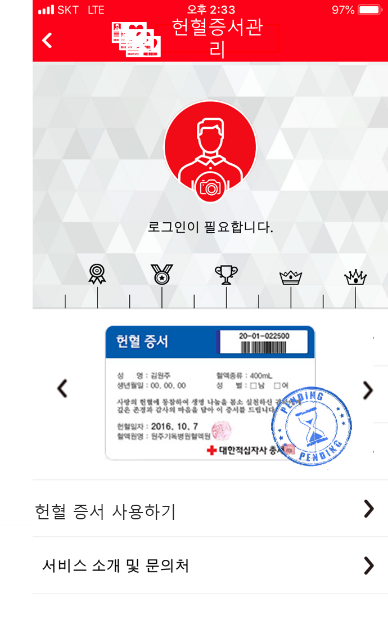 SKT LTE 오후 2:33 97%
헌혈증서관
리
로그인이 필요합니다.
헌혈 증서
20-01-022500
성 명 : 김원주 혈액종류 : 400mL
생년월일 : 00. 00. 00 성 별 : □남 □여
사랑의 헌혈에 동참하여 생명 나눔을 몸소 실천하신
깊은 존경과 감사의 마음을 담아 이 증서를 드립니다.
헌혈일자 : 2016. 10. 7
헌혈원명 : 원주기독병원혈액원
대한적십자사
PENDING
PENDING
헌혈 증서 사용하기
서비스 소개 및 문의처